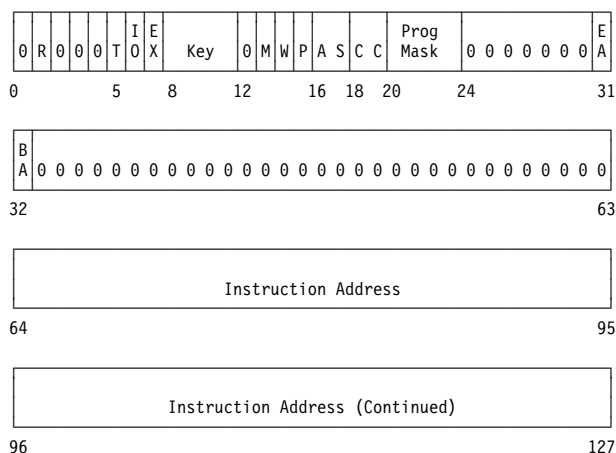 I E Prog E
0 R 0 0 0 T O X Key 0 M W P A S C C Mask 0 0 0 0 0 0 0 A
0 5 8 12 16 18 20 24 31
B
A 0 0 0 0 0 0 0 0 0 0 0 0 0 0 0 0 0 0 0 0 0 0 0 0 0 0 0 0 0 0 0
32 63
Instruction Address
64 95
Instruction Address (Continued)
96 127